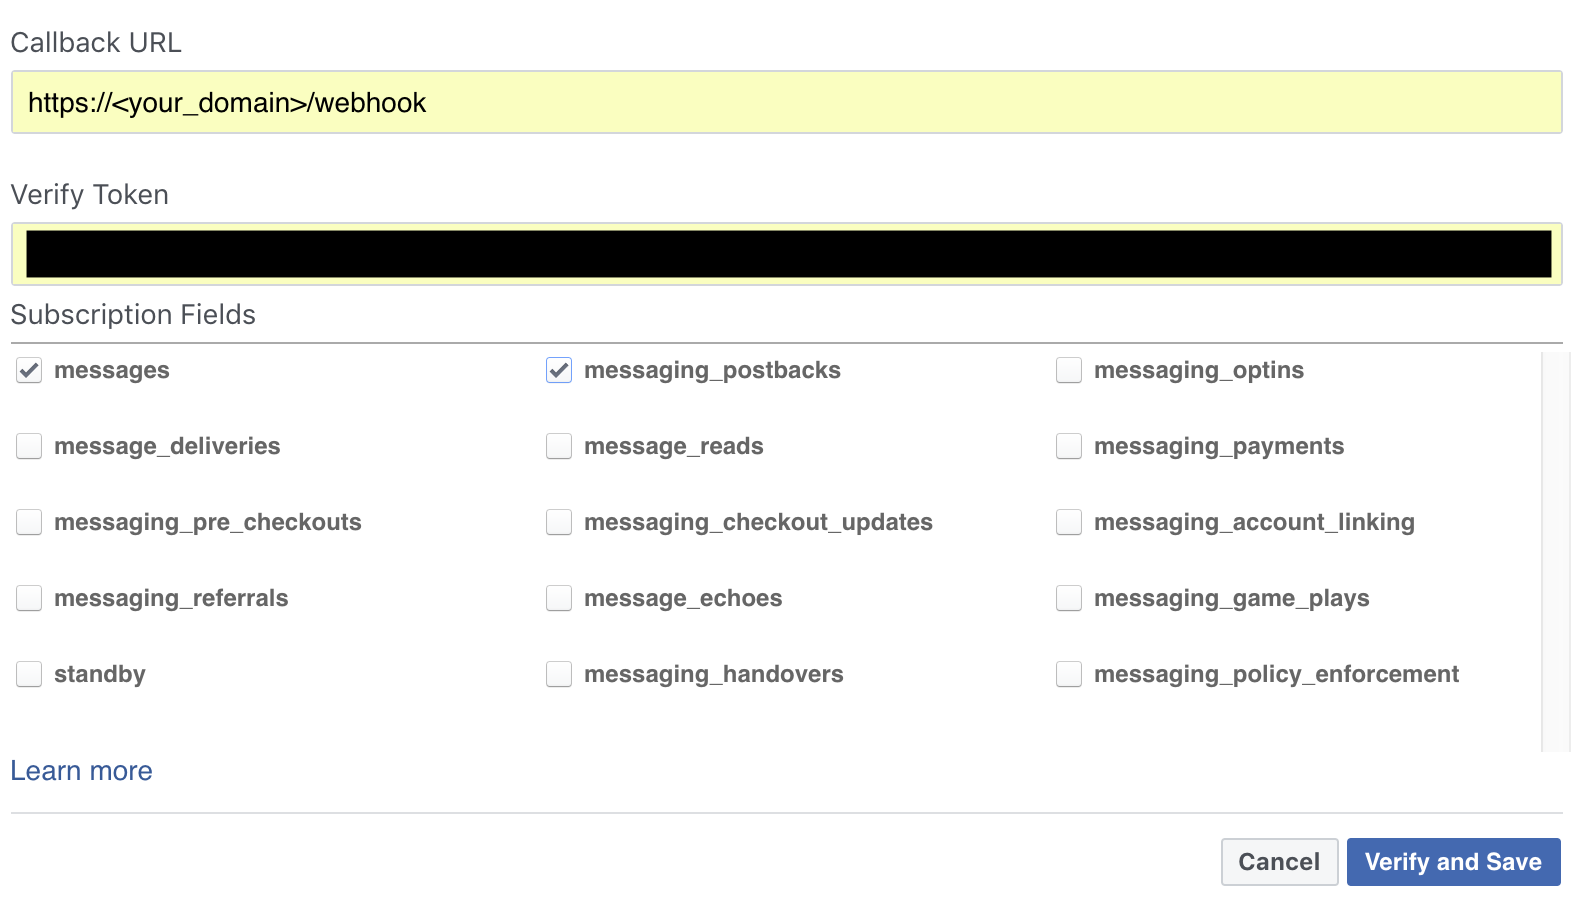 Callback URL
https://<your_domain>/webhook
Verify Token
Subscription Fields
messages messaging_postbacks messaging_optins
message_deliveries message_reads messaging_payments
messaging_pre_checkouts messaging_checkout_updates messaging_account_linking
messaging_referrals message_echoes messaging_game_plays
standby messaging_handovers messaging_policy_enforcement
Learn more
Cancel Verify and Save